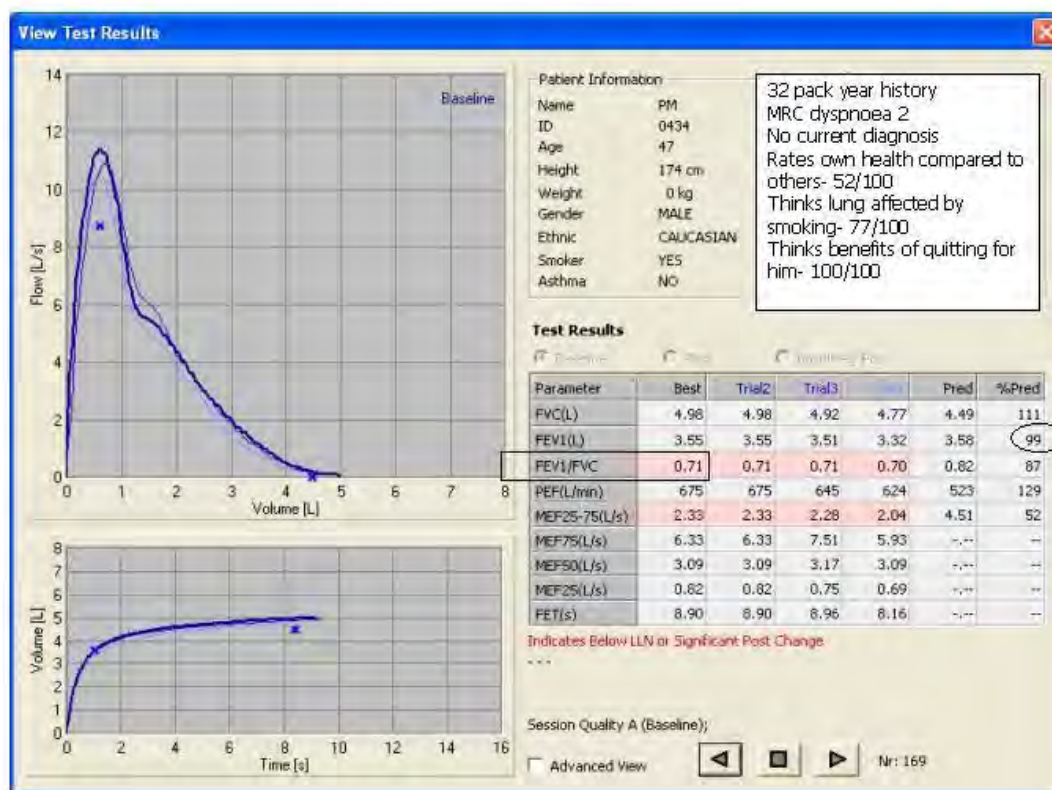 View Test Results
14
12
10
8
6
4
2
0
Flow [L/s]
Baseline
0 1 2 3 4 5 6 7 8
Volume [L]
8
7
6
5
4
3
2
1
0
Volume [L]
0 2 4 6 8 10 12 14 16
Time [s]
Patient Information
Name PM
ID 0434
Age 47
Height 174 cm
Weight 0 kg
Gender MALE
Ethnic CAUCASIAN
Smoker YES
Asthma NO
32 pack year history
MRC dyspnoea 2
No current diagnosis
Rates own health compared to
others- 52/100
Thinks lung affected by
smoking- 77/100
Thinks benefits of quitting for
him- 100/100
Test Results
Parameter Best Trial2 Trial3 Pred %Pred
FVC(L) 4.98 4.98 4.92 4.77 4.49 111
FEV1(L) 3.55 3.55 3.51 3.32 3.58 99
FEV1/FVC 0.71 0.71 0.71 0.70 0.82 87
PEF(L/min) 675 675 645 624 523 129
MEF25-75(L/s) 2.33 2.33 2.28 2.04 4.51 52
MEF75(L/s) 6.33 6.33 7.51 5.93 -.-- --
MEF50(L/s) 3.09 3.09 3.17 3.09 -.-- --
MEF25(L/s) 0.82 0.82 0.75 0.69 -.-- --
FET(s) 8.90 8.90 8.96 8.16 -.-- --
Indicates Below LLN or Significant Post Change
- - -
Session Quality A (Baseline);
Advanced View
Nr: 169